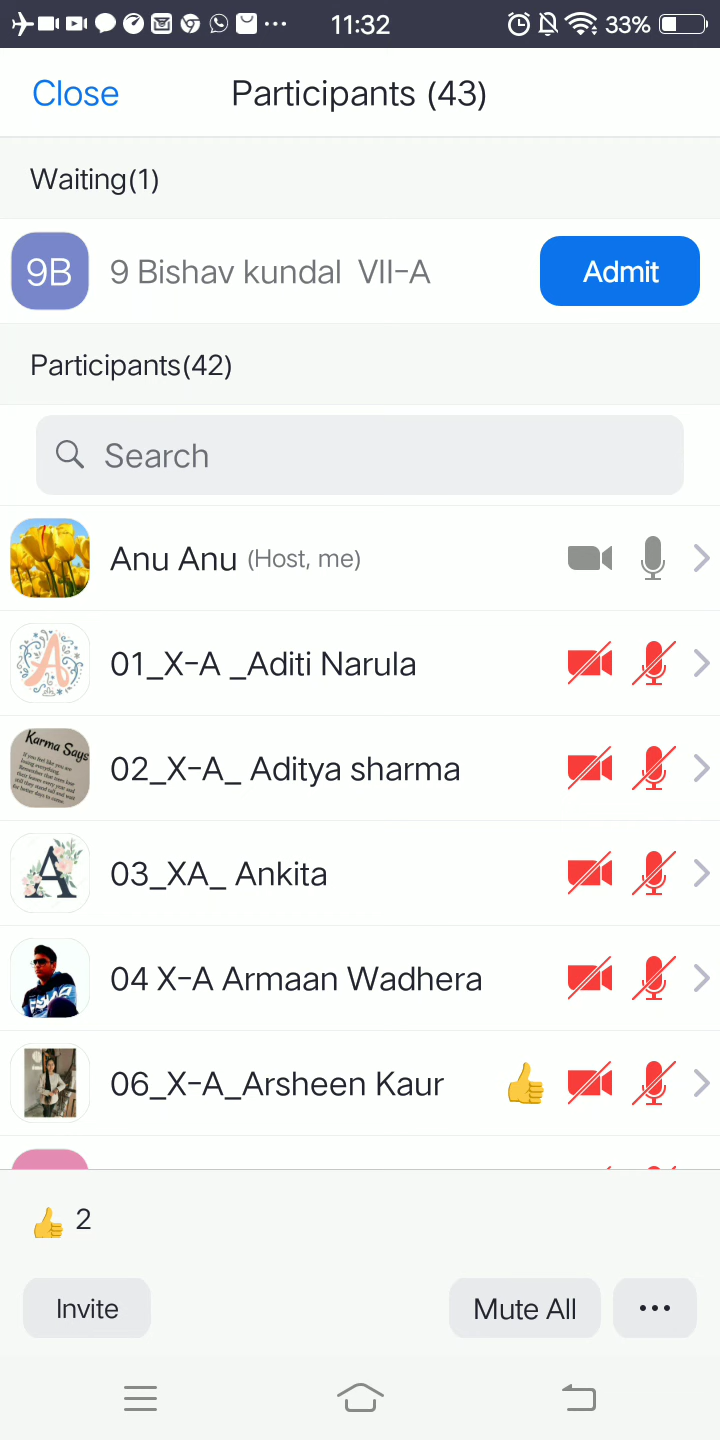 11:32
33%
Close
Participants (43)
Waiting(1)
9B
9 Bishav kundal VII-A
Admit
Participants(42)
Search
Anu Anu (Host, me)
01_X-A _Aditi Narula
Karma Says
02_X-A_ Aditya sharma
A
03_XA_ Ankita
04 X-A Armaan Wadhera
06_X-A_Arsheen Kaur
2
Invite
Mute All